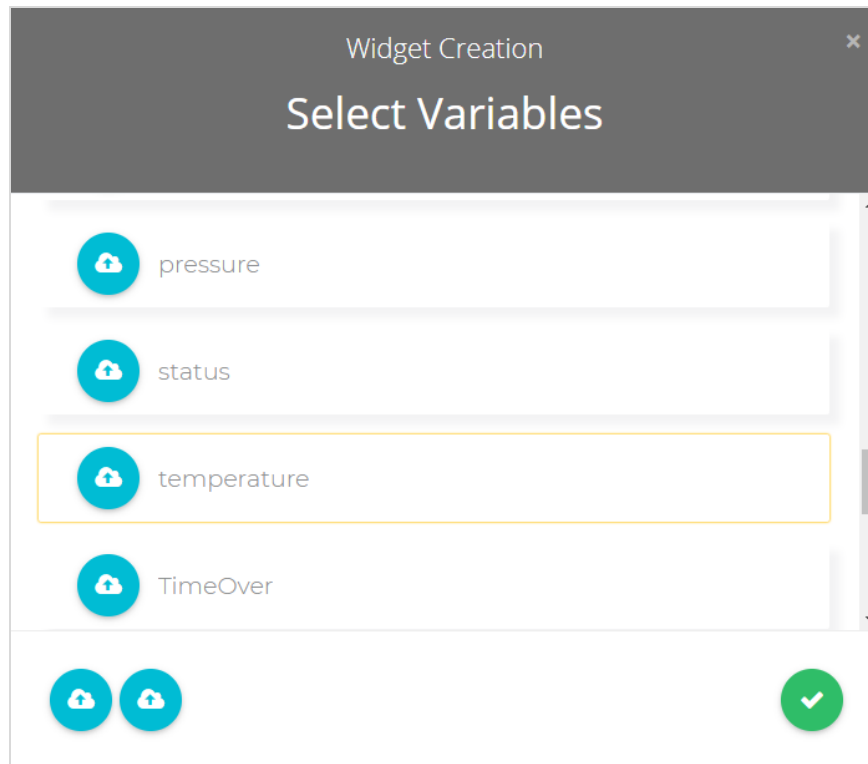 Widget Creation
Select Variables
pressure
status
temperature
TimeOver